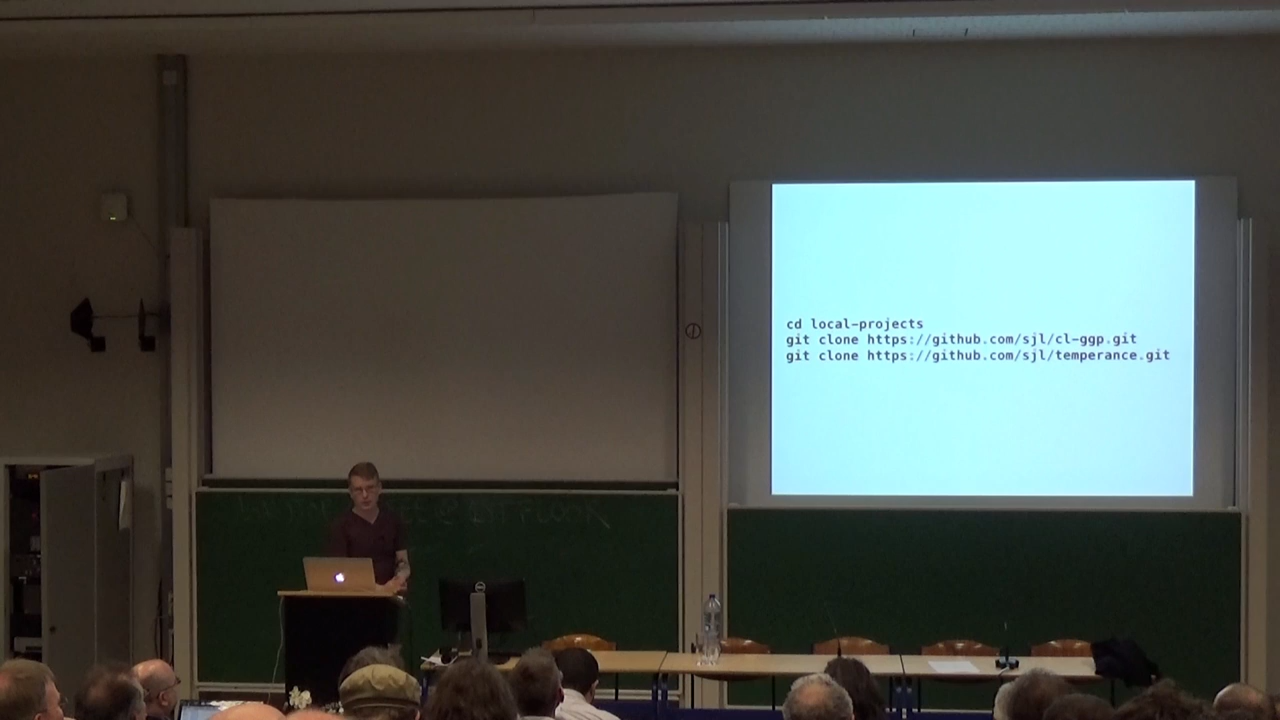 cd local-projects
git clone https://github.com/sjl/cl-ggp.git
git clone https://github.com/sjl/temperance.git